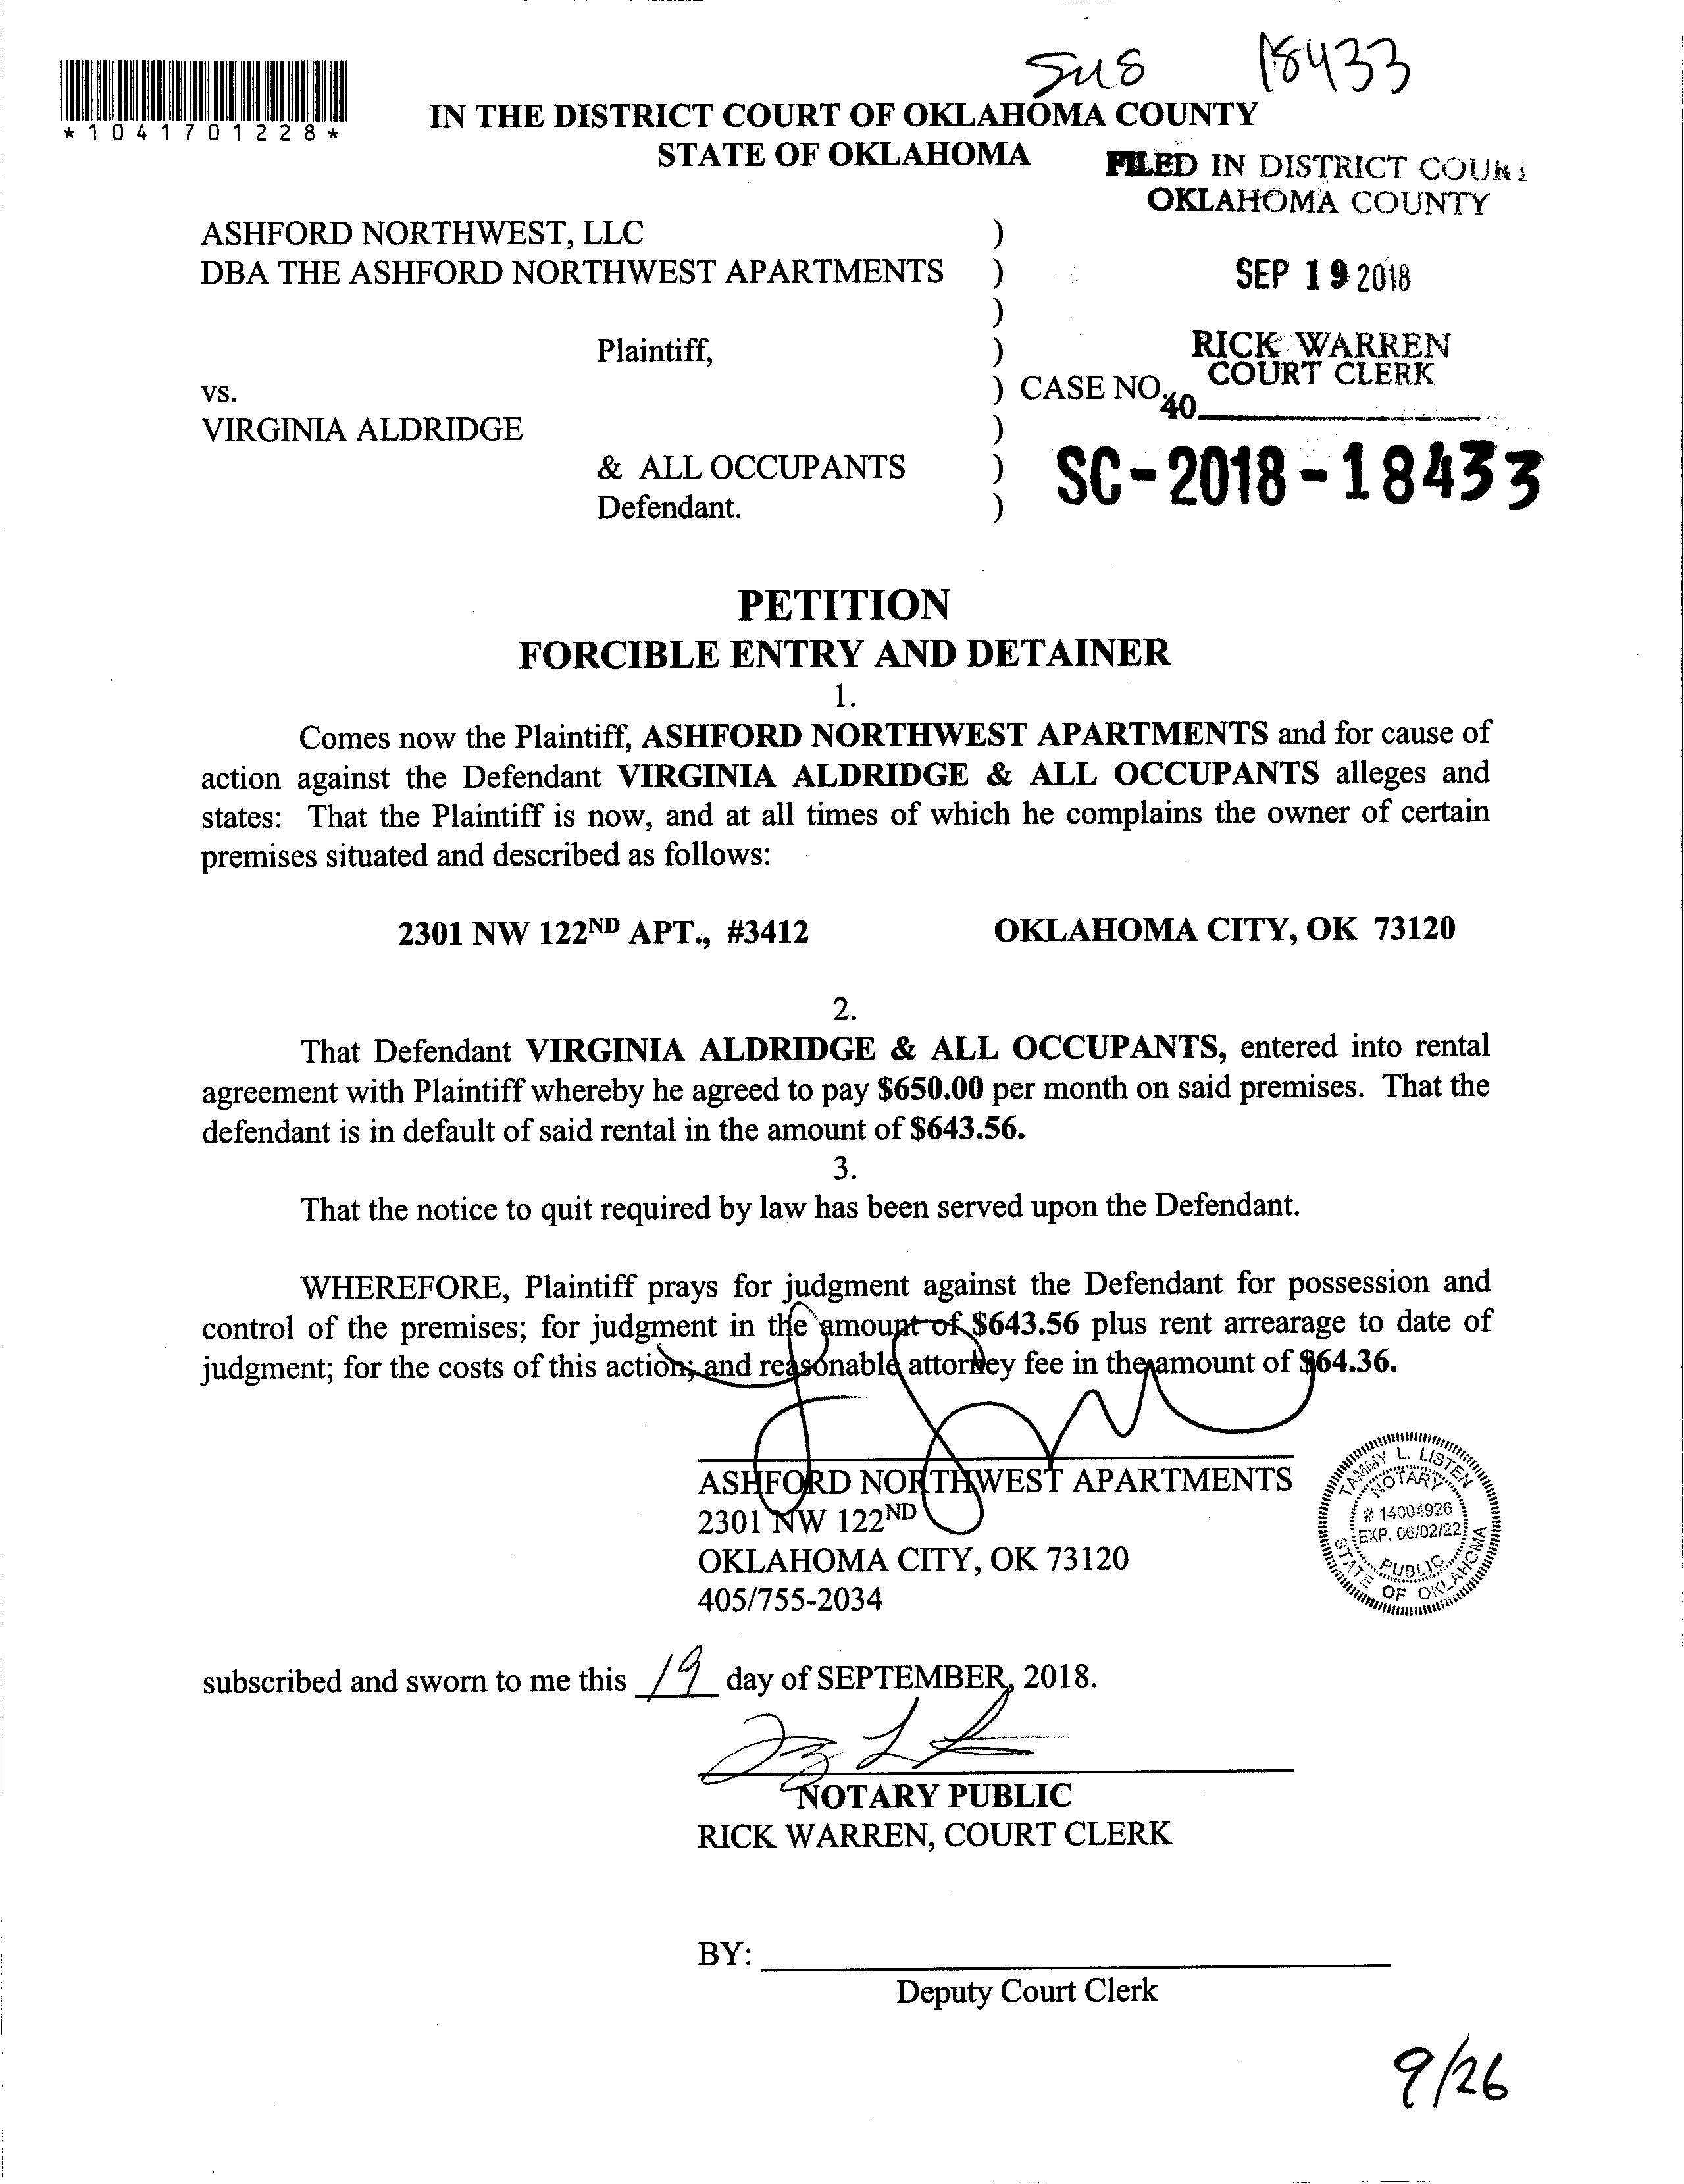 SMS 18433
*1041701228*
IN THE DISTRICT COURT OF OKLAHOMA COUNTY
STATE OF OKLAHOMA
FILED IN DISTRICT COURT
OKLAHOMA COUNTY
ASHFORD NORTHWEST, LLC )
DBA THE ASHFORD NORTHWEST APARTMENTS )
SEP 19 2018
)
Plaintiff, )
RICK WARREN
COURT CLERK
vs. ) CASE NO.
40
VIRGINIA ALDRIDGE )
& ALL OCCUPANTS )
SC-2018-18433
Defendant. )
PETITION
FORCIBLE ENTRY AND DETAINER
1.
Comes now the Plaintiff, ASHFORD NORTHWEST APARTMENTS and for cause of
action against the Defendant VIRGINIA ALDRIDGE & ALL OCCUPANTS alleges and
states: That the Plaintiff is now, and at all times of which he complains the owner of certain
premises situated and described as follows:
2301 NW 122ND APT., #3412 OKLAHOMA CITY, OK 73120
2.
That Defendant VIRGINIA ALDRIDGE & ALL OCCUPANTS, entered into rental
agreement with Plaintiff whereby he agreed to pay $650.00 per month on said premises. That the
defendant is in default of said rental in the amount of $643.56.
3.
That the notice to quit required by law has been served upon the Defendant.
WHEREFORE, Plaintiff prays for judgment against the Defendant for possession and
control of the premises; for judgment in the amount of $643.56 plus rent arrearage to date of
judgment; for the costs of this action; and reasonable attorney fee in the amount of $64.36.
ASHFORD NORTHWEST APARTMENTS
2301 NW 122ND
OKLAHOMA CITY, OK 73120
405/755-2034
TAMMY L. LISTEN
NOTARY
# 14004926
EXP. 06/02/22
PUBLIC
STATE OF OKLAHOMA
subscribed and sworn to me this 19 day of SEPTEMBER, 2018.
NOTARY PUBLIC
RICK WARREN, COURT CLERK
BY:
Deputy Court Clerk
9/26